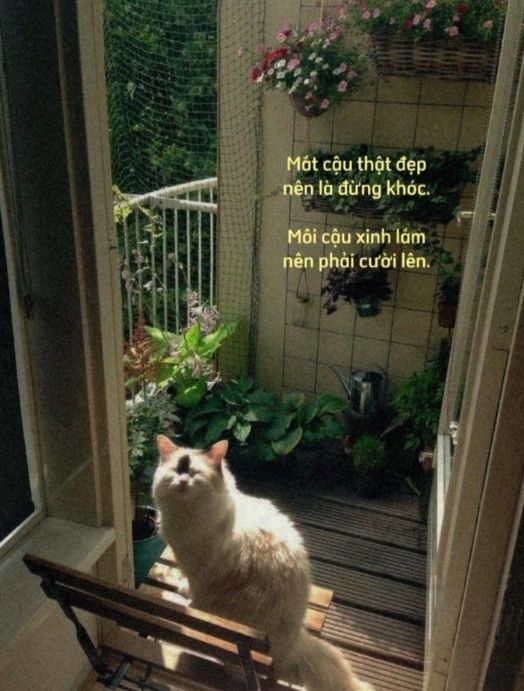 Mắt cậu thật đẹp
nên là đừng khóc.
Môi cậu xinh lắm
nên phải cười lên.